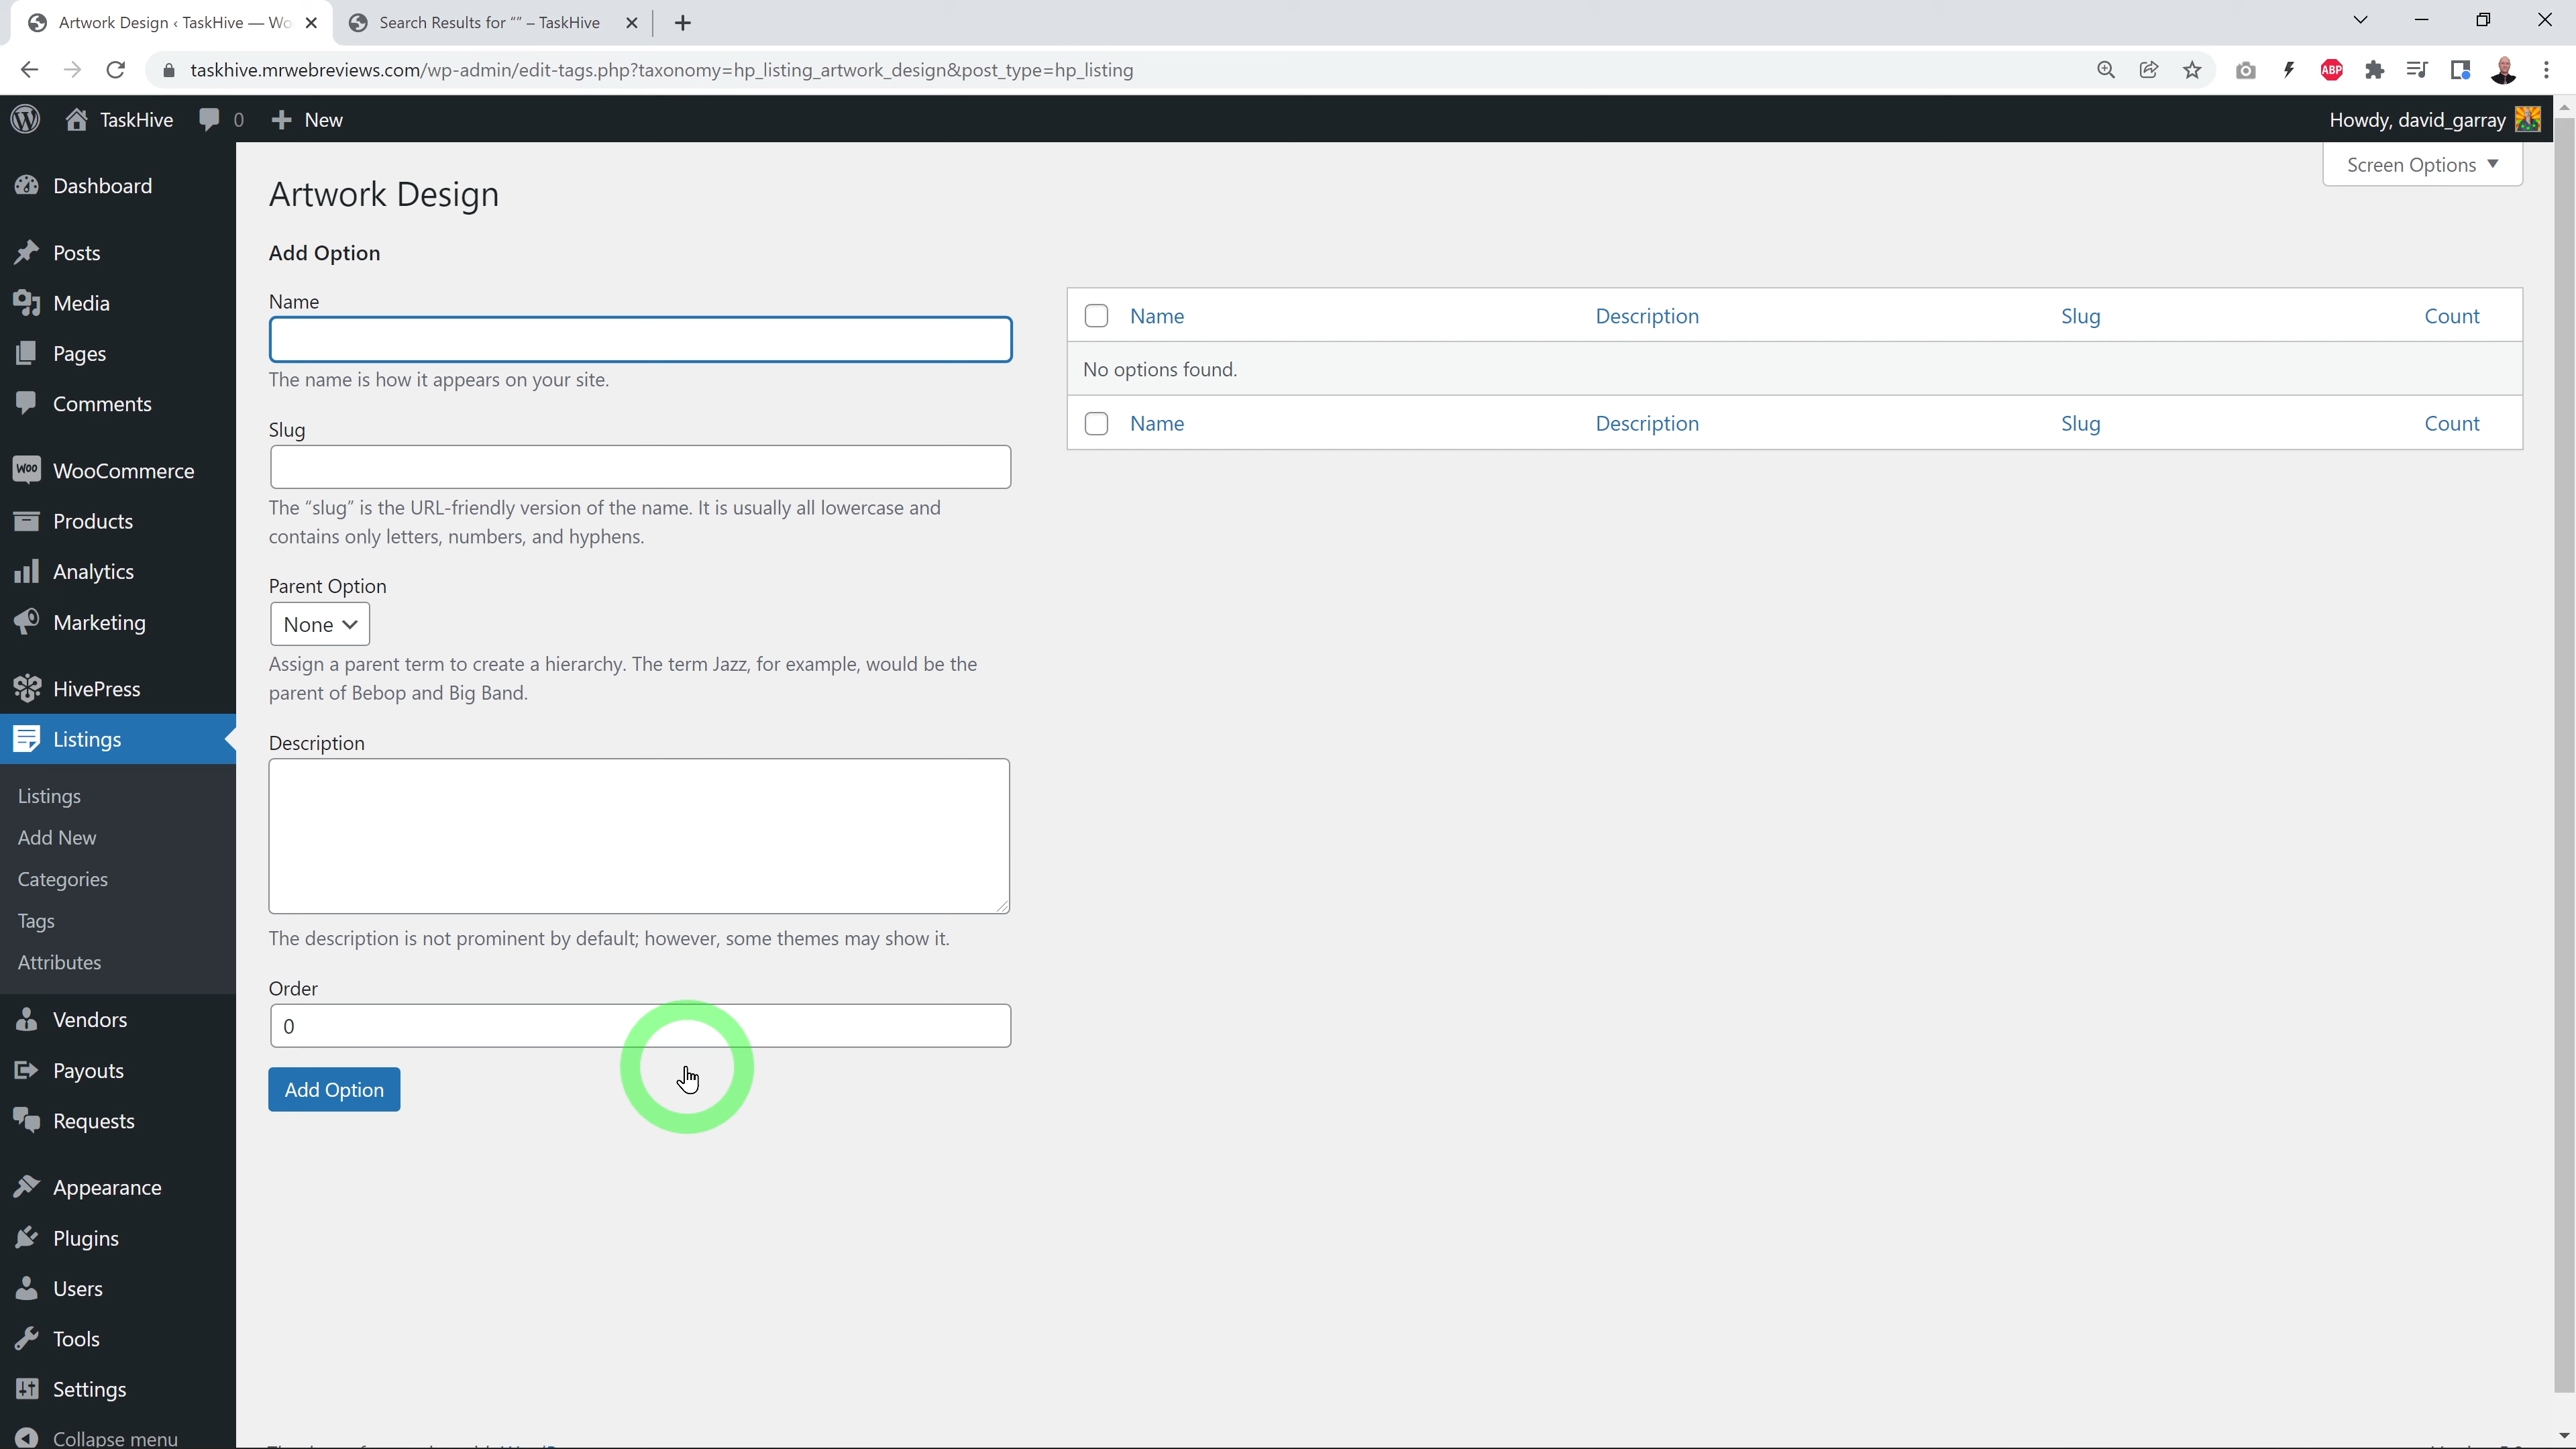 Artwork Design ‹ TaskHive — Wo
Search Results for “” – TaskHive
taskhive.mrwebreviews.com/wp-admin/edit-tags.php?taxonomy=hp_listing_artwork_design&post_type=hp_listing
ABP
TaskHive
0
New
Howdy, david_garray
Screen Options
Dashboard
Posts
Media
Pages
Comments
Woo WooCommerce
Products
Analytics
Marketing
HivePress
Listings
Listings
Add New
Categories
Tags
Attributes
Vendors
Payouts
Requests
Appearance
Plugins
Users
Tools
Settings
Collapse menu
Artwork Design
Add Option
Name
The name is how it appears on your site.
Slug
The “slug” is the URL-friendly version of the name. It is usually all lowercase and
contains only letters, numbers, and hyphens.
Parent Option
None
Assign a parent term to create a hierarchy. The term Jazz, for example, would be the
parent of Bebop and Big Band.
Description
The description is not prominent by default; however, some themes may show it.
Order
0
Add Option
Name Description Slug Count
No options found.
Name Description Slug Count